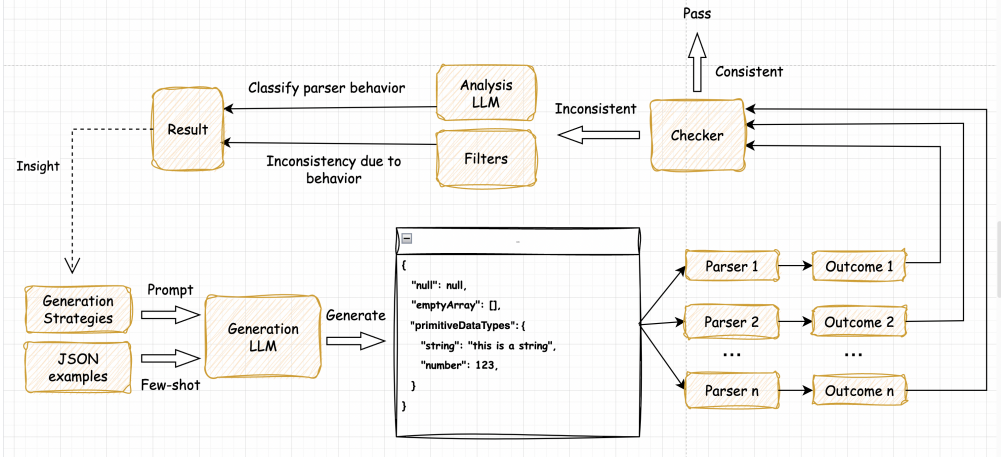 Pass
Consistent
Classify parser behavior
Analysis
LLM
Inconsistent
Result
Checker
Filters
Inconsistency due to
behavior
Insight
Generation
Strategies
Prompt
JSON
examples
Few-shot
Generation
LLM
Generate
{
"null": null,
"emptyArray": [],
"primitiveDataTypes": {
"string": "this is a string",
"number": 123,
}
}
Parser 1
Outcome 1
Parser 2
Outcome 2
...
...
Parser n
Outcome n